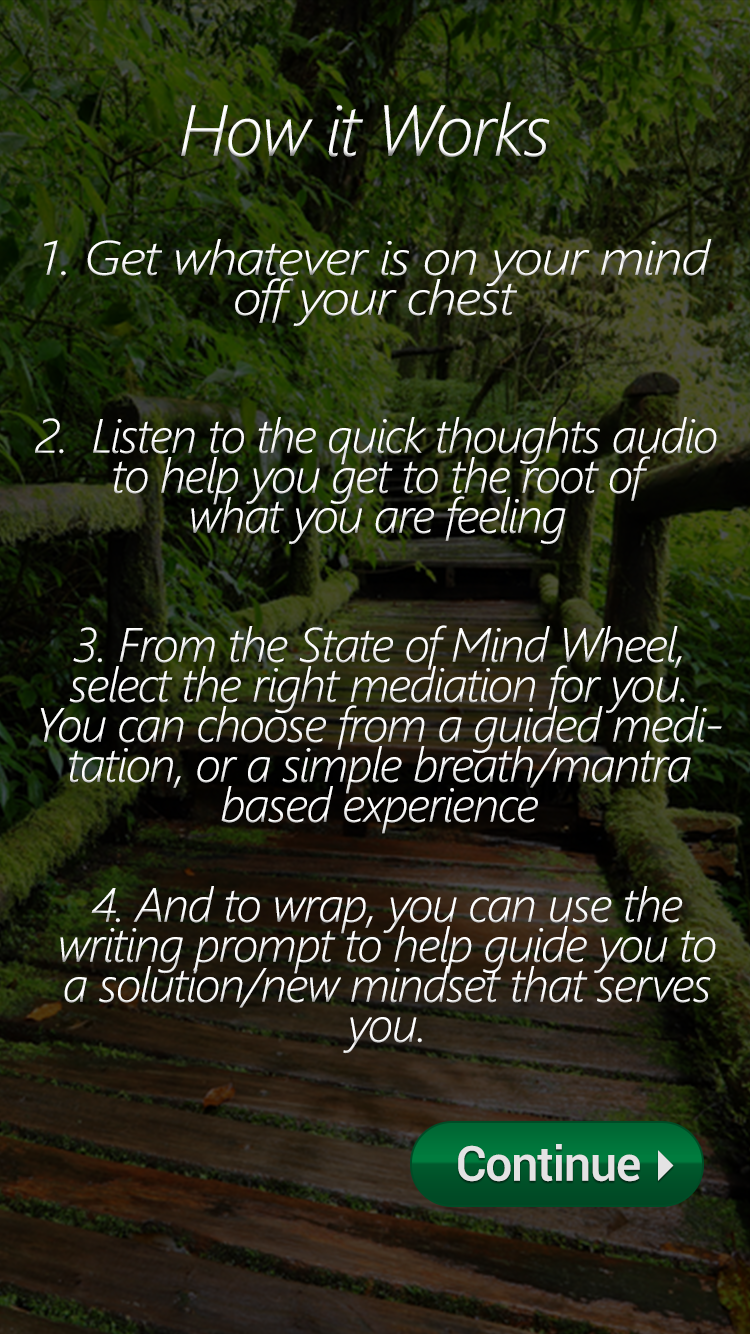 How it Works
1. Get whatever is on your mind
off your chest
2. Listen to the quick thoughts audio
to help you get to the root of
what you are feeling
3. From the State of Mind Wheel,
select the right mediation for you.
You can choose from a guided medi-
tation, or a simple breath/mantra
based experience
4. And to wrap, you can use the
writing prompt to help guide you to
a solution/new mindset that serves
you.
Continue